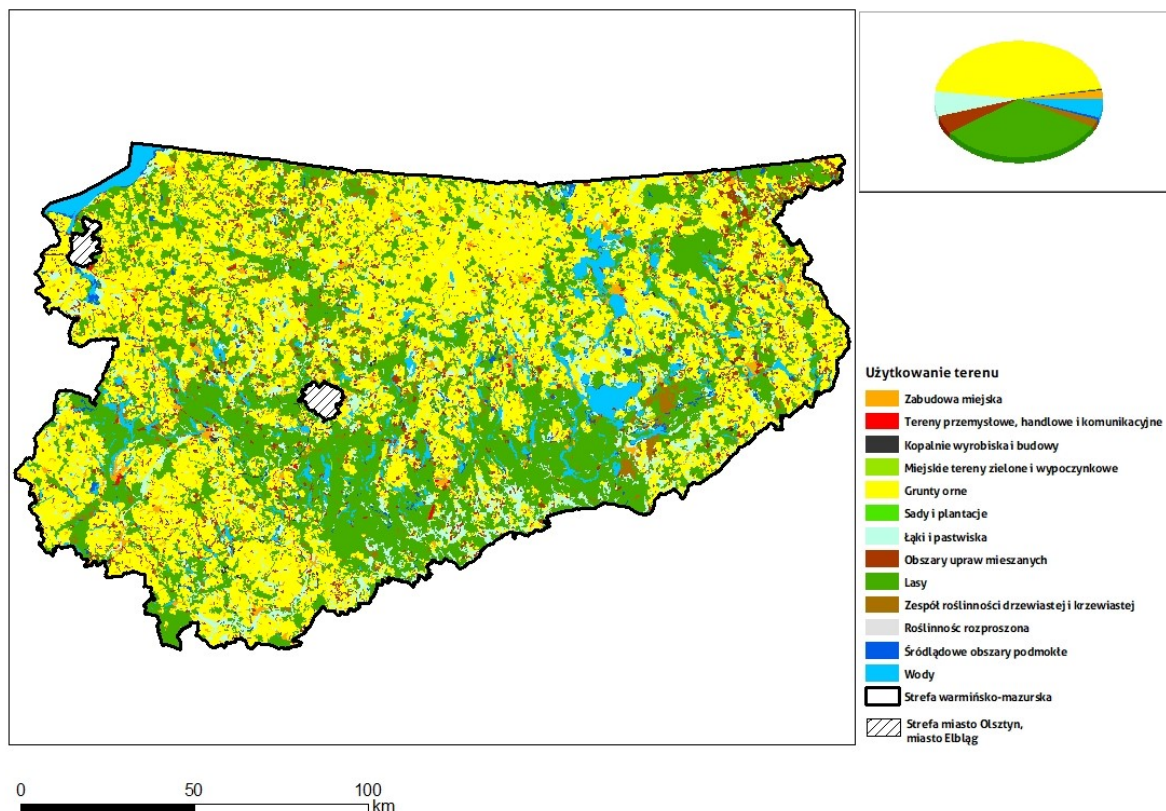 Użytkowanie terenu
Zabudowa miejska
Tereny przemysłowe, handlowe i komunikacyjne
Kopalnie wyrobiska i budowy
Miejskie tereny zielone i wypoczynkowe
Grunty orne
Sady i plantacje
Łąki i pastwiska
Obszary upraw mieszanych
Lasy
Zespół roślinności drzewiastej i krzewiastej
Roślinnośc rozproszona
Śródlądowe obszary podmokłe
Wody
Strefa warmińsko-mazurska
Strefa miasto Olsztyn,
miasto Elbląg
0 50 100
km